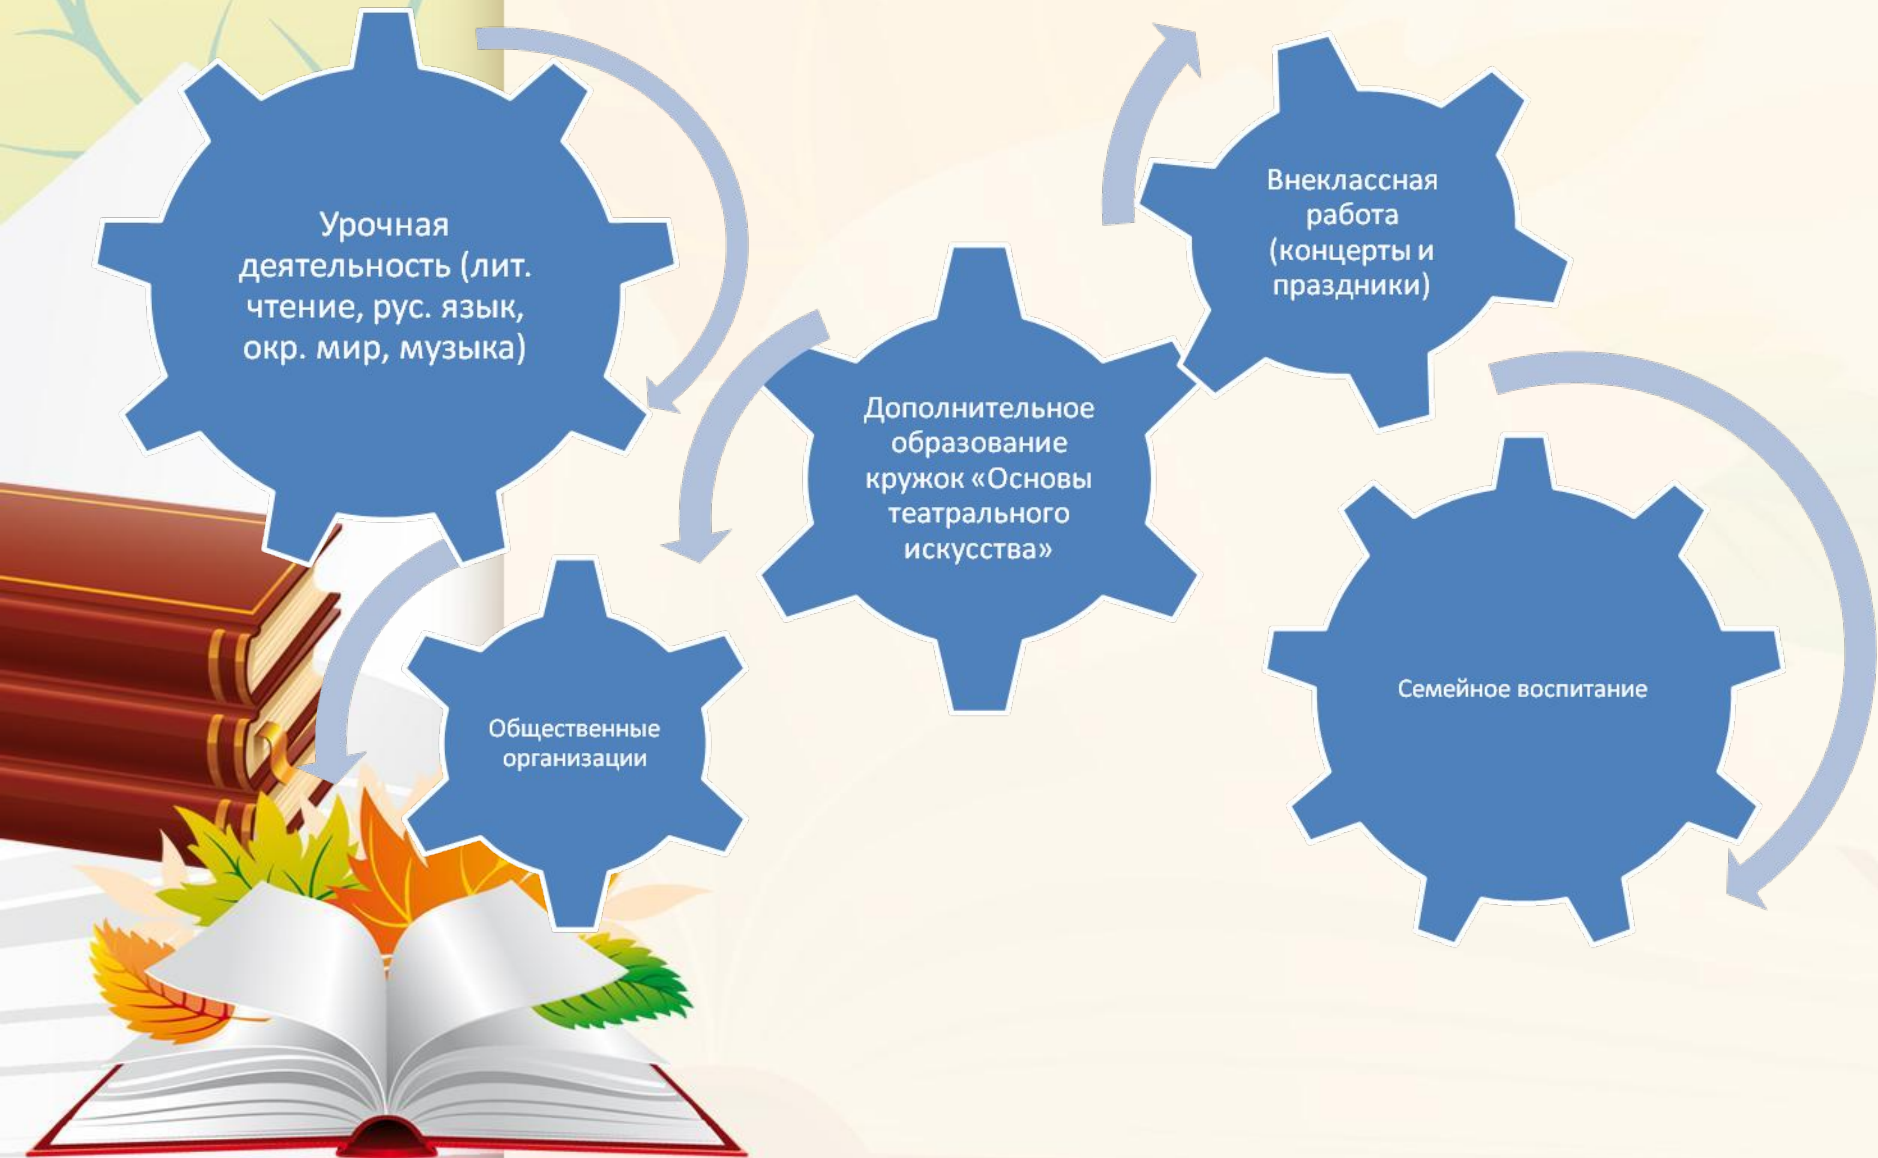 Урочная
деятельность (лит.
чтение, рус. язык,
окр. мир, музыка)
Внеклассная
работа
(концерты и
праздники)
Дополнительное
образование
кружок «Основы
театрального
искусства»
Общественные
организации
Семейное воспитание